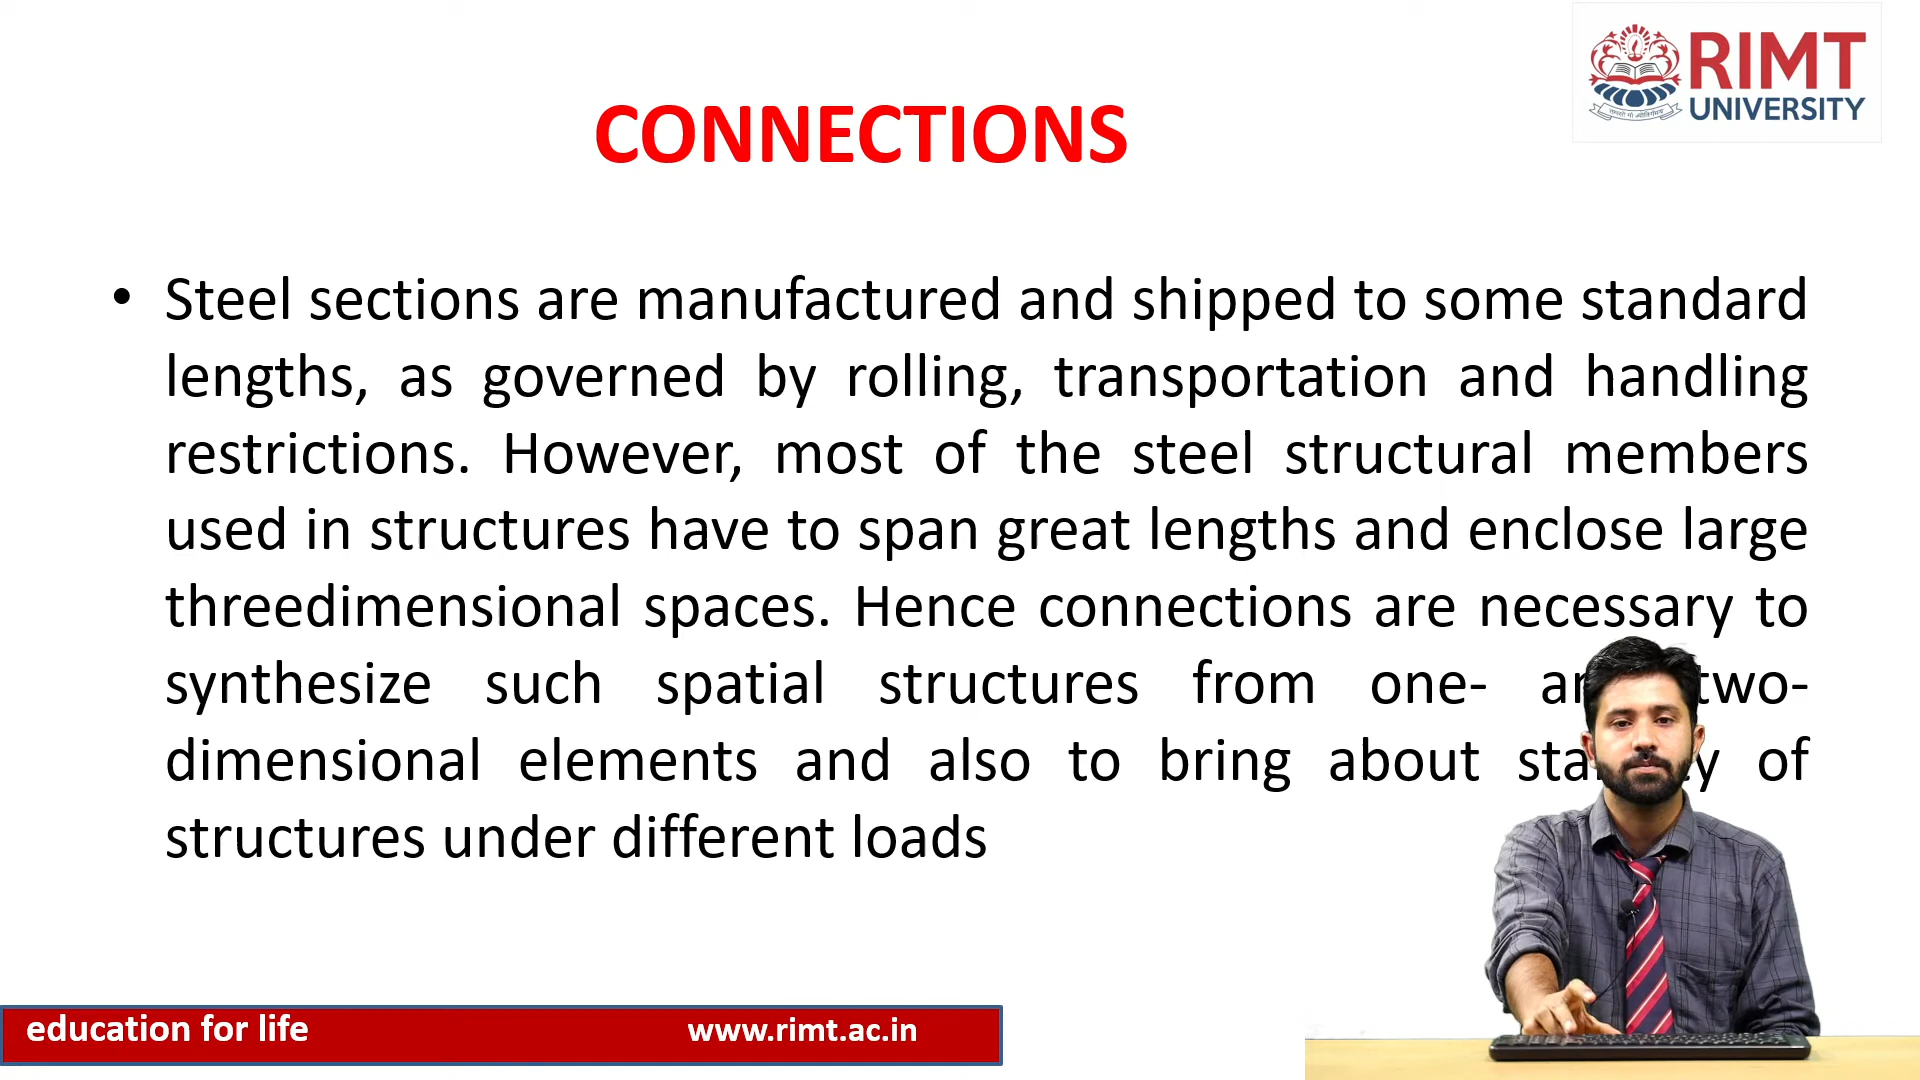 RIMT
UNIVERSITY
CONNECTIONS
• Steel sections are manufactured and shipped to some standard
lengths, as governed by rolling, transportation and handling
restrictions. However, most of the steel structural members
used in structures have to span great lengths and enclose large
threedimensional spaces. Hence connections are necessary to
synthesize such spatial structures from one- two-
dimensional elements and also to bring about of
structures under different loads
education for life
www.rimt.ac.in